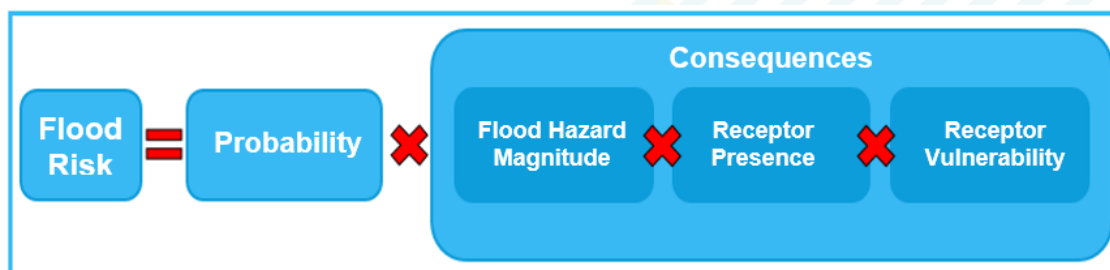 Consequences
Flood
Risk
Probability
Flood Hazard
Magnitude
Receptor
Presence
Receptor
Vulnerability